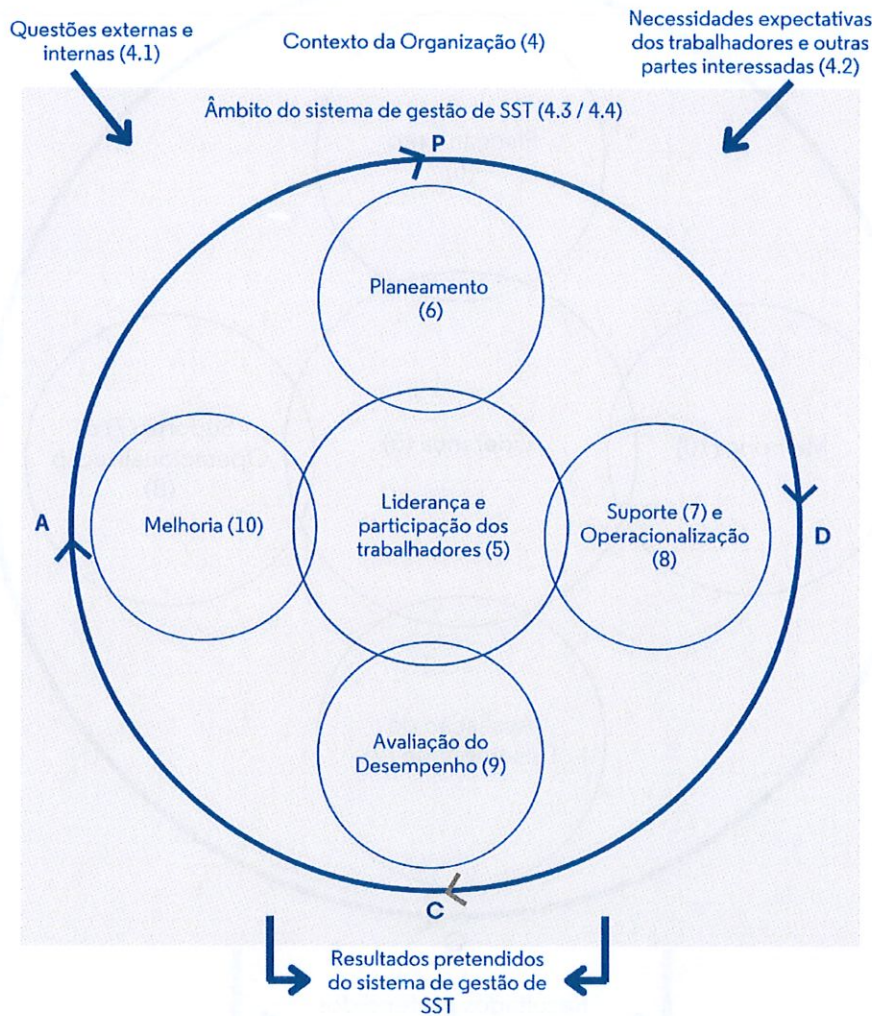 Questões externas e
internas (4.1)
Contexto da Organização (4)
Necessidades expectativas
dos trabalhadores e outras
partes interessadas (4.2)
Âmbito do sistema de gestão de SST (4.3 / 4.4)
P
Planeamento
(6)
A
Melhoria (10)
Liderança e
participação dos
trabalhadores (5)
Suporte (7) e
Operacionalização
(8)
D
Avaliação do
Desempenho (9)
C
Resultados pretendidos
do sistema de gestão de
SST